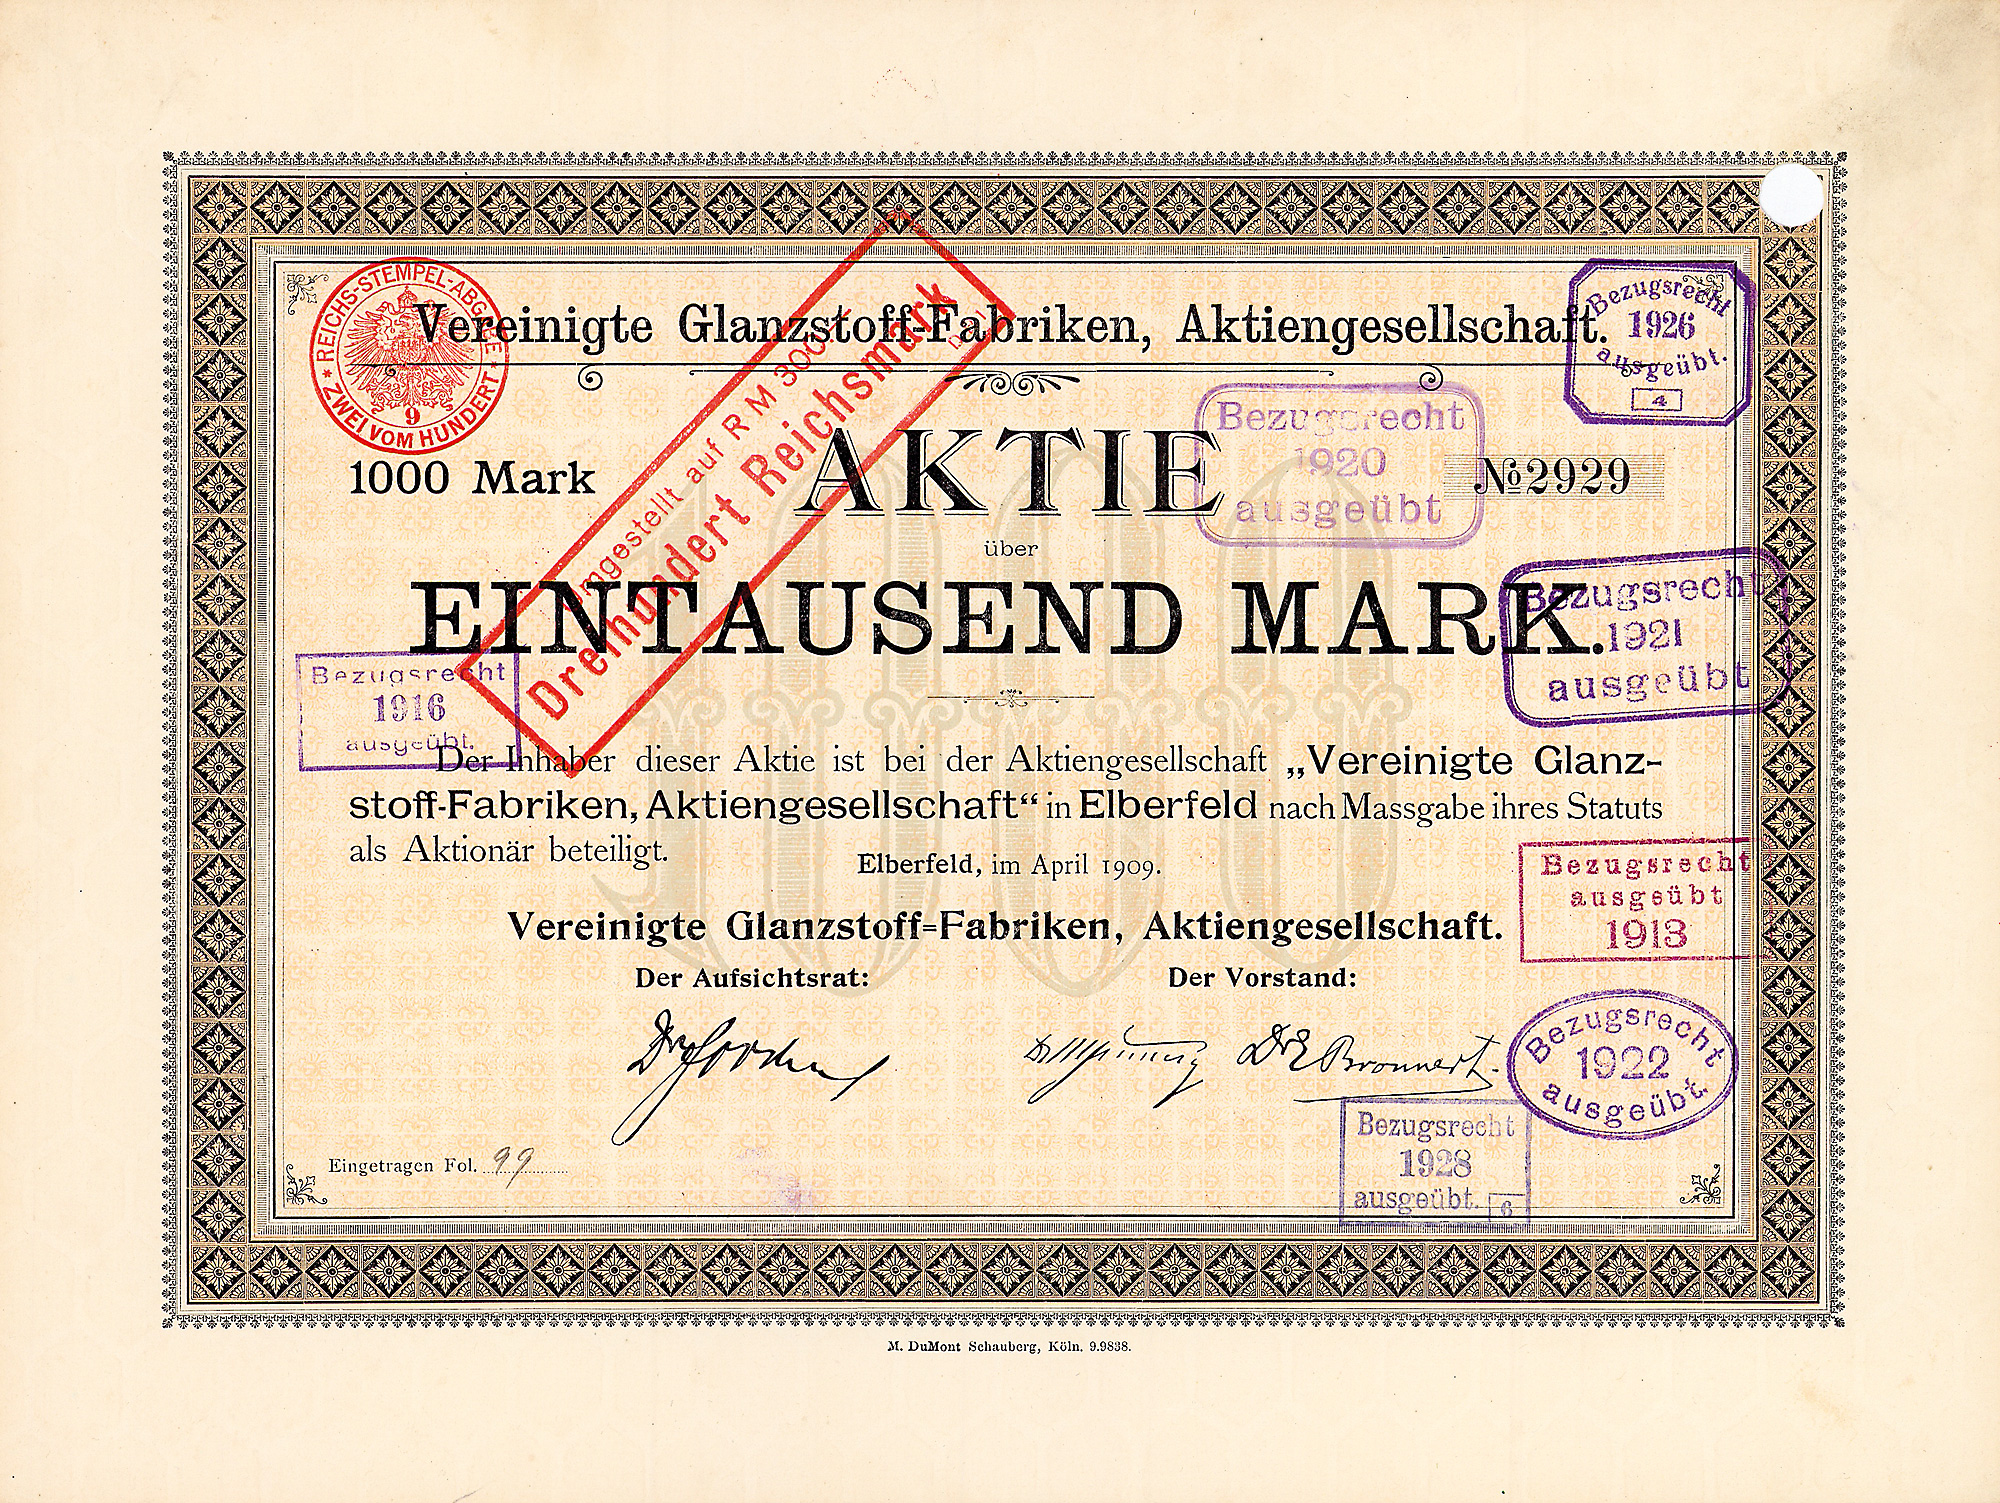 REICHS-STEMPEL-ABGABE
9
* ZWEI VOM HUNDERT *
Vereinigte Glanzstoff-Fabriken, Aktiengesellschaft.
Bezugsrecht
1926
ausgeübt.
4
Umgestellt auf RM 300.-
Dreihundert Reichsmark
1000 Mark
AKTIE
№ 2929
Bezugsrecht
1920
ausgeübt
über
EINTAUSEND MARK.
Bezugsrecht
1921
ausgeübt
Bezugsrecht
1916
ausgeübt.
Der Inhaber dieser Aktie ist bei der Aktiengesellschaft „Vereinigte Glanz-
stoff-Fabriken, Aktiengesellschaft“ in Elberfeld nach Massgabe ihres Statuts
als Aktionär beteiligt.
Elberfeld, im April 1909.
Bezugsrecht
ausgeübt
1913
Vereinigte Glanzstoff=Fabriken, Aktiengesellschaft.
Der Aufsichtsrat:
Der Vorstand:
Dr E Bronnert.
Bezugsrecht
1922
ausgeübt.
Bezugsrecht
1928
ausgeübt.
6
Eingetragen Fol. 99
M. DuMont Schauberg, Köln. 9.9838.